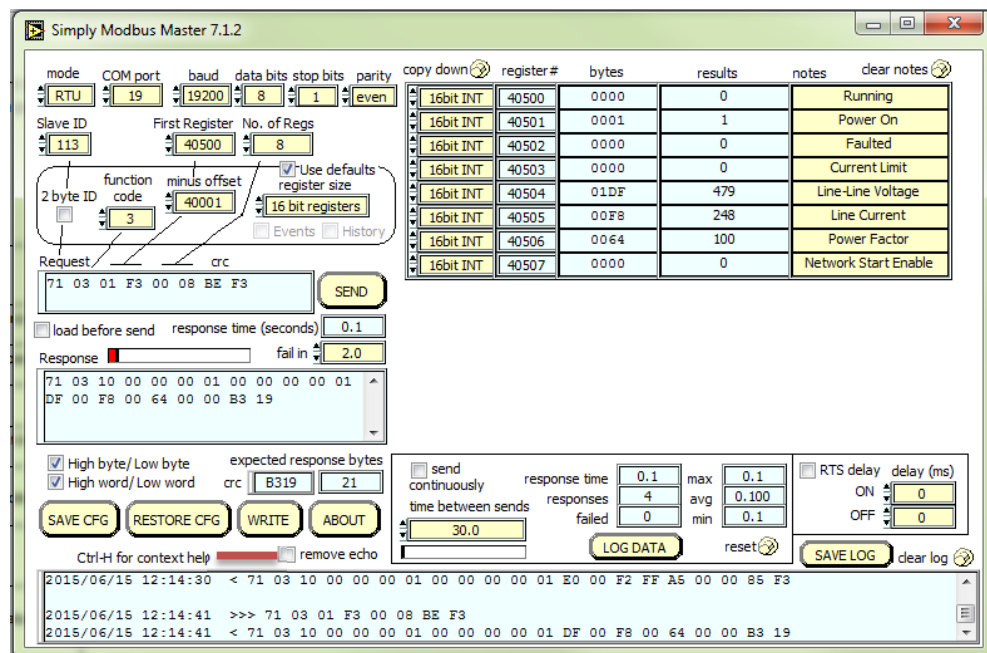 Simply Modbus Master 7.1.2
mode COM port baud data bits stop bits parity
RTU 19 19200 8 1 even
Slave ID First Register No. of Regs
113 40500 8
2 byte ID function code minus offset Use defaults register size
3 40001 16 bit registers
Events History
Request crc
71 03 01 F3 00 08 BE F3
SEND
load before send response time (seconds) 0.1
Response fail in 2.0
71 03 10 00 00 00 01 00 00 00 00 01
DF 00 F8 00 64 00 00 B3 19
High byte/Low byte expected response bytes
High word/Low word crc B319 21
SAVE CFG RESTORE CFG WRITE ABOUT
Ctrl-H for context help remove echo
copy down register # bytes results notes clear notes
16bit INT 40500 0000 0 Running
16bit INT 40501 0001 1 Power On
16bit INT 40502 0000 0 Faulted
16bit INT 40503 0000 0 Current Limit
16bit INT 40504 01DF 479 Line-Line Voltage
16bit INT 40505 00F8 248 Line Current
16bit INT 40506 0064 100 Power Factor
16bit INT 40507 0000 0 Network Start Enable
send continuously
time between sends
30.0
response time 0.1 max 0.1
responses 4 avg 0.100
failed 0 min 0.1
LOG DATA reset
RTS delay delay (ms)
ON 0
OFF 0
SAVE LOG clear log
2015/06/15 12:14:30 < 71 03 10 00 00 00 01 00 00 00 00 01 E0 00 F2 FF A5 00 00 85 F3
2015/06/15 12:14:41 >>> 71 03 01 F3 00 08 BE F3
2015/06/15 12:14:41 < 71 03 10 00 00 00 01 00 00 00 00 01 DF 00 F8 00 64 00 00 B3 19